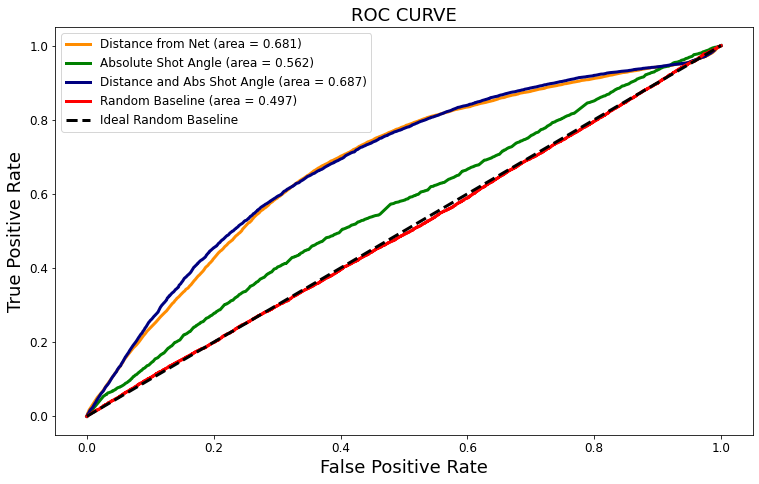 ROC CURVE
Distance from Net (area = 0.681)
Absolute Shot Angle (area = 0.562)
Distance and Abs Shot Angle (area = 0.687)
Random Baseline (area = 0.497)
Ideal Random Baseline
True Positive Rate
1.0
0.8
0.6
0.4
0.2
0.0
0.0 0.2 0.4 0.6 0.8 1.0
False Positive Rate